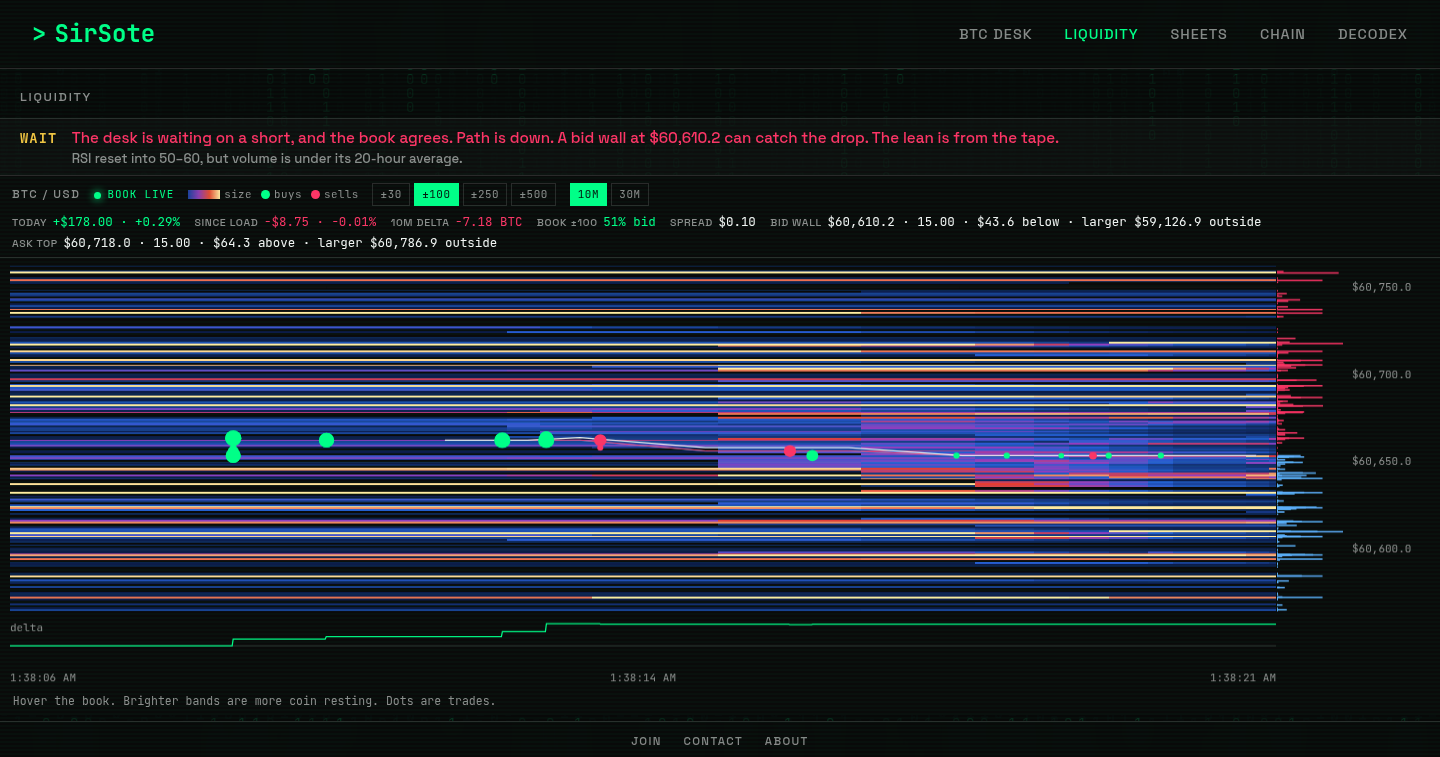 > SirSote
BTC DESK LIQUIDITY SHEETS CHAIN DECODEX
LIQUIDITY
WAIT The desk is waiting on a short, and the book agrees. Path is down. A bid wall at $60,610.2 can catch the drop. The lean is from the tape.
RSI reset into 50–60, but volume is under its 20-hour average.
BTC / USD BOOK LIVE size buys sells ±30 ±100 ±250 ±500 10M 30M
TODAY +$178.00 · +0.29% SINCE LOAD -$8.75 · -0.01% 10M DELTA -7.18 BTC BOOK ±100 51% bid SPREAD $0.10 BID WALL $60,610.2 · 15.00 · $43.6 below · larger $59,126.9 outside
ASK TOP $60,718.0 · 15.00 · $64.3 above · larger $60,786.9 outside
$60,750.0
$60,700.0
$60,650.0
$60,600.0
delta
1:38:06 AM 1:38:14 AM 1:38:21 AM
Hover the book. Brighter bands are more coin resting. Dots are trades.
JOIN CONTACT ABOUT